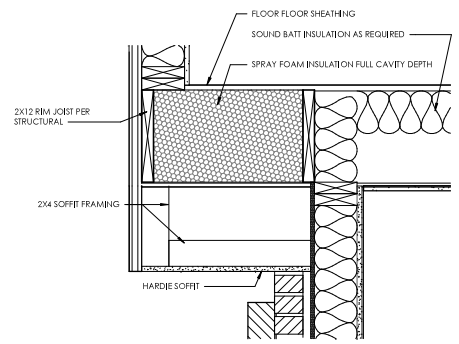 FLOOR FLOOR SHEATHING
SOUND BATT INSULATION AS REQUIRED
SPRAY FOAM INSULATION FULL CAVITY DEPTH
2X12 RIM JOIST PER
STRUCTURAL
2X4 SOFFIT FRAMING
HARDIE SOFFIT